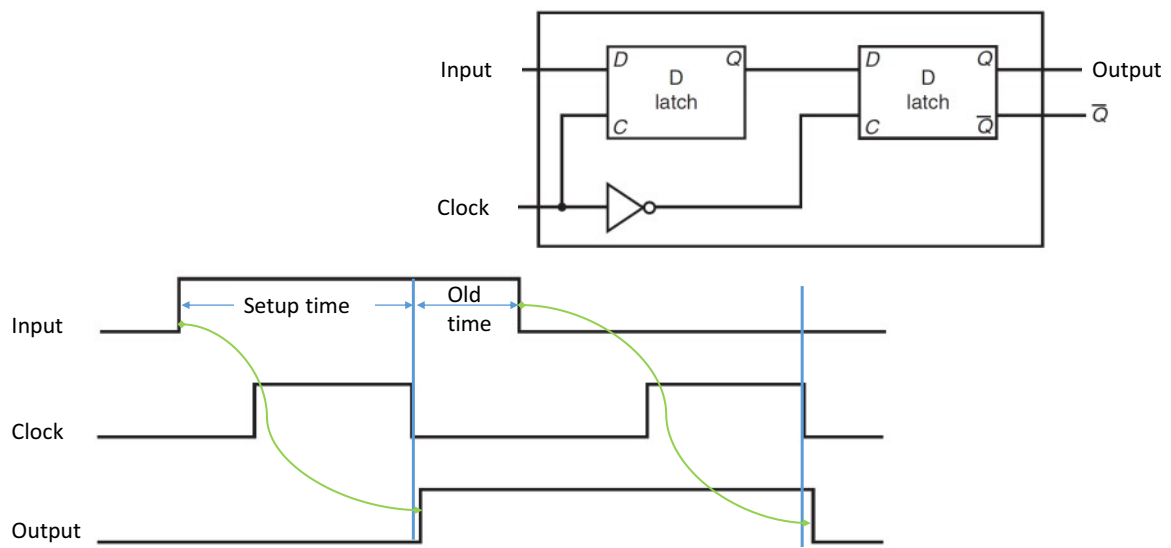 Input
D
Q
D
latch
C
D
Q
D
latch
C
Q̅
Output
Q̅
Clock
Input
Setup time
Old
time
Clock
Output